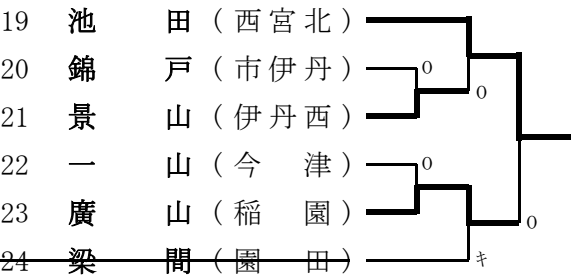 19 池 田 (西宮北)
20 錦 戸 (市伊丹) 0
0
21 景 山 (伊丹西)
22 一 山 (今 津) 0
23 廣 山 (稲 園)
0
24 梁 間 (園 田) キ